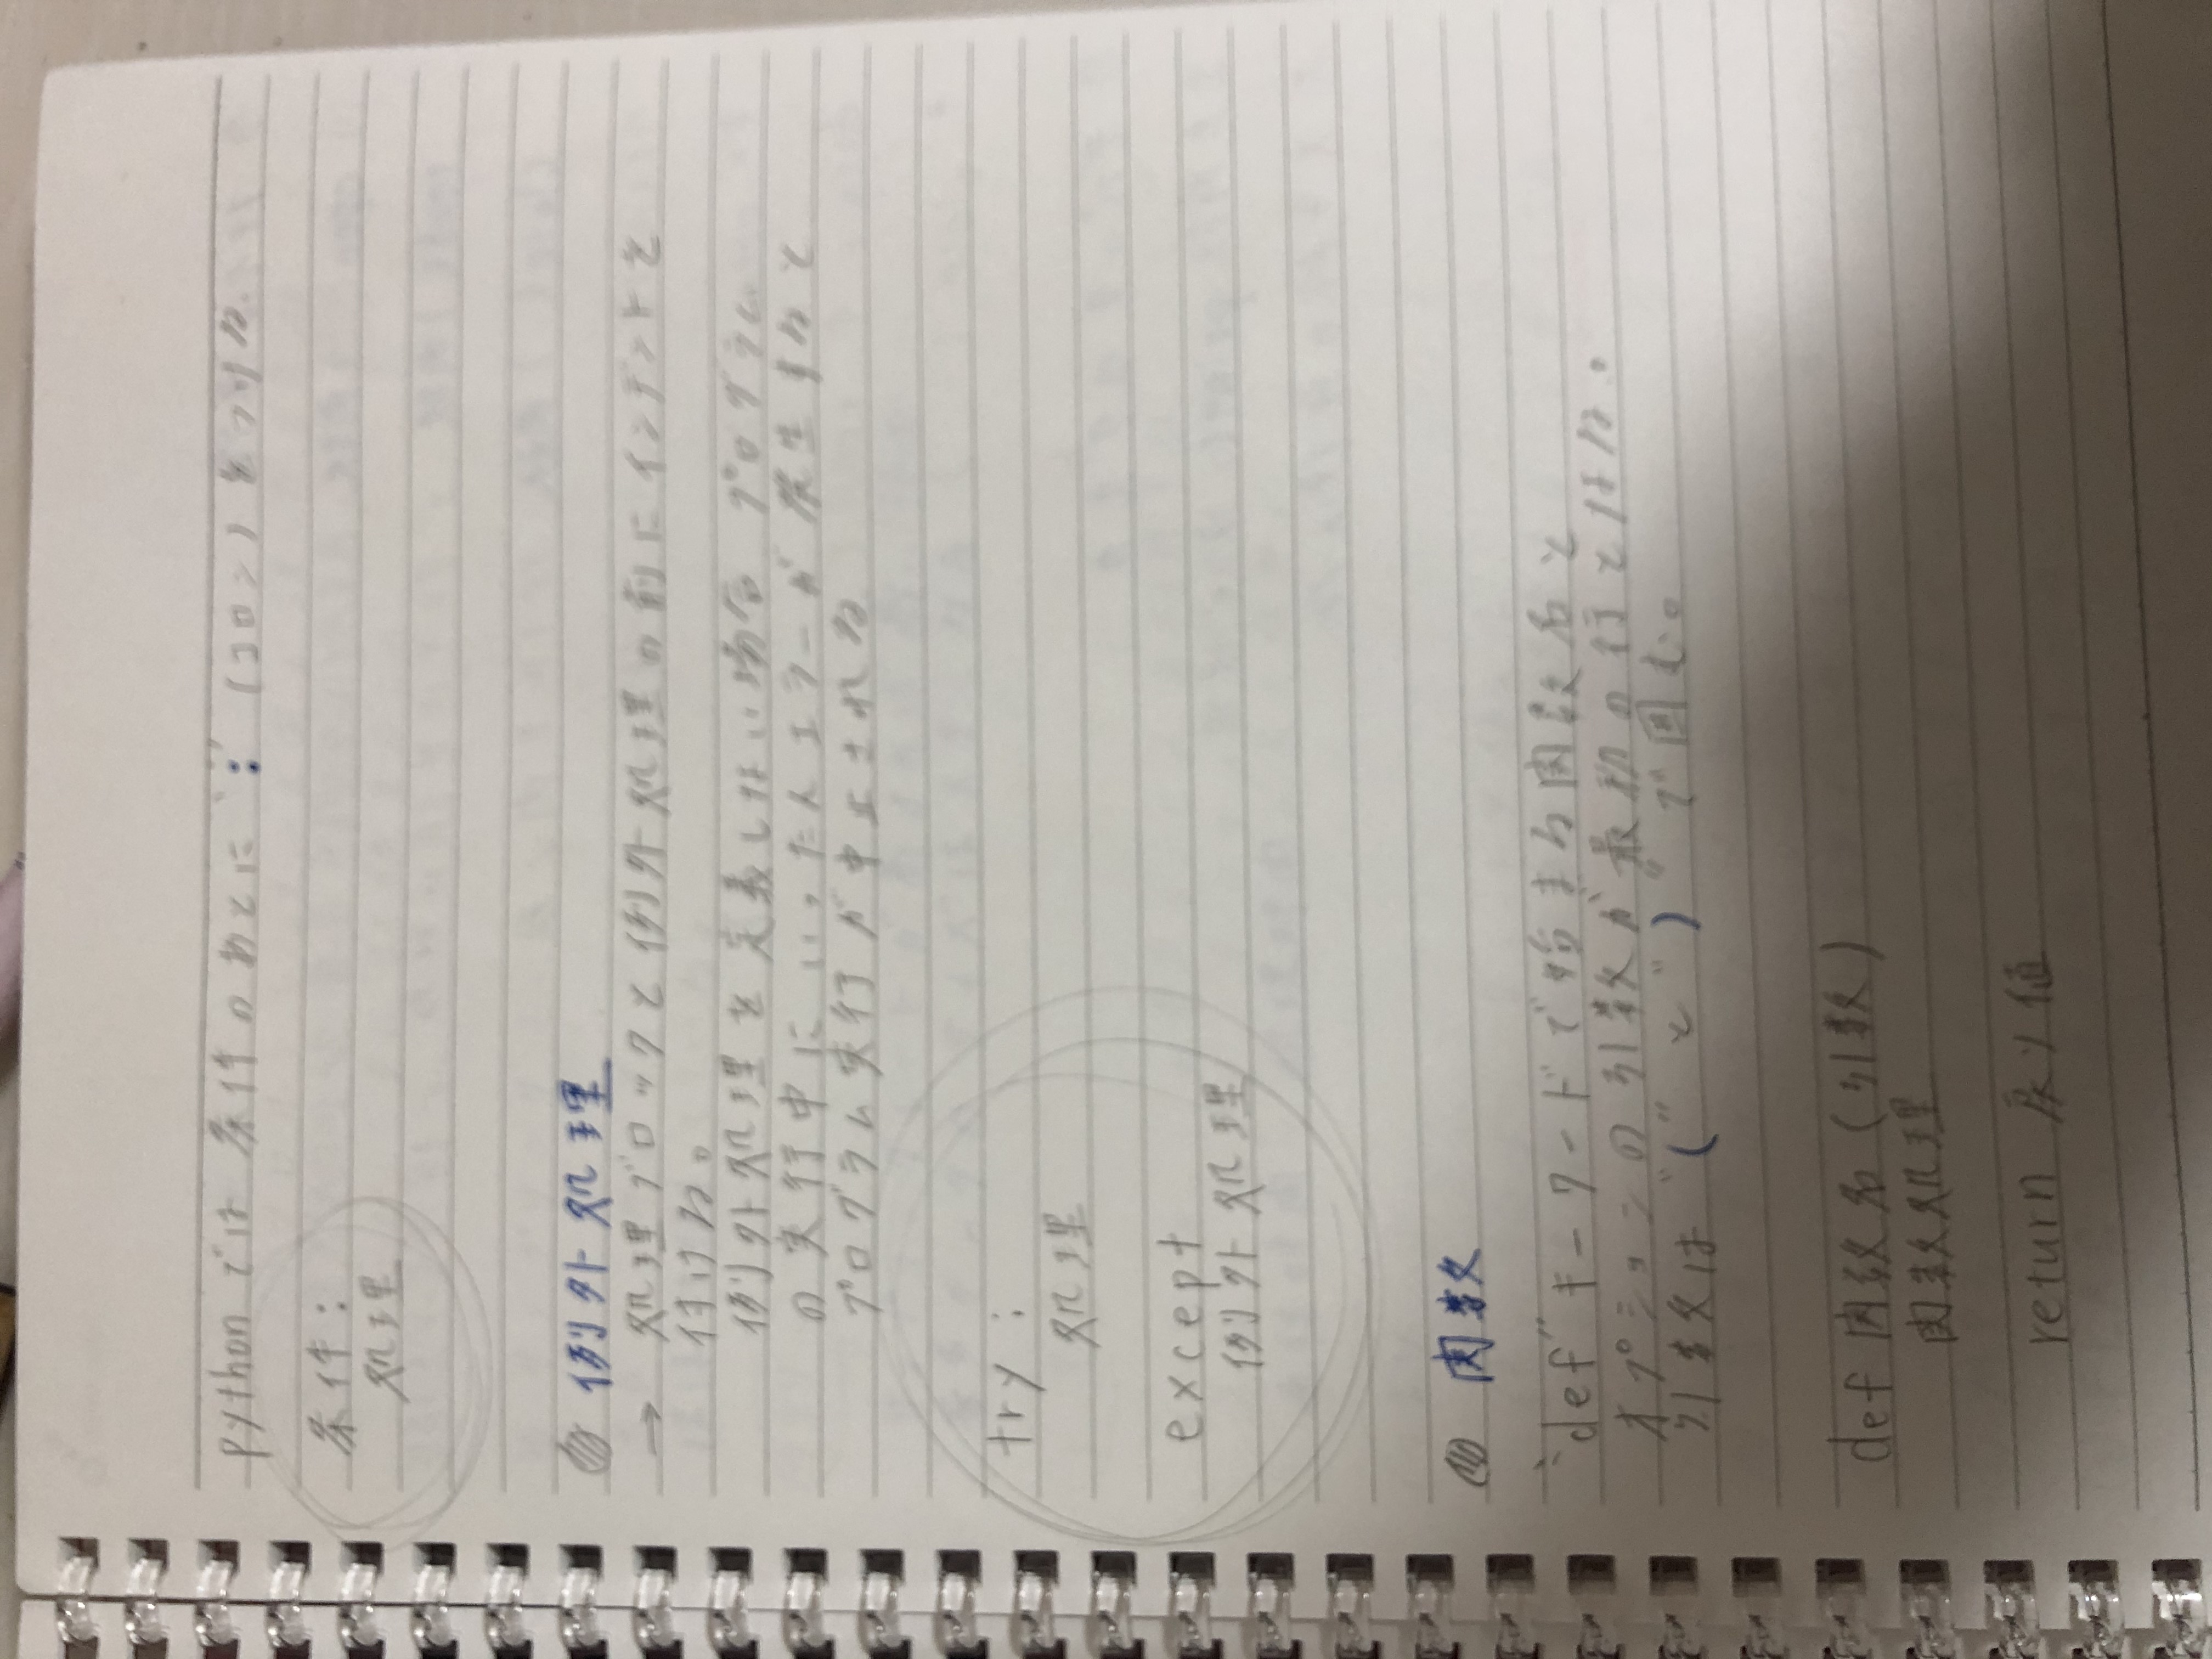 pythonでは 条件のあとに":"(コロン)をつける
条件:
処理
例外処理
→ 処理ブロックと例外処理の前にインデントを
付ける。
例外処理を定義しない場合 プログラム
の実行中に いったんエラーが 発生すると
プログラム実行が中止される
try :
処理
except
例外処理
関数
"def"キーワードで始まる関数名と
オプションの引数が最初の行となる。
引数は"("と")"で囲む。
def 関数名(引数)
関数処理
return 戻り値